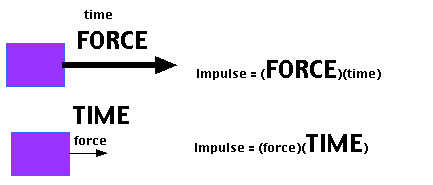 time
FORCE
Impulse = (FORCE)(time)
TIME
force
Impulse = (force)(TIME)